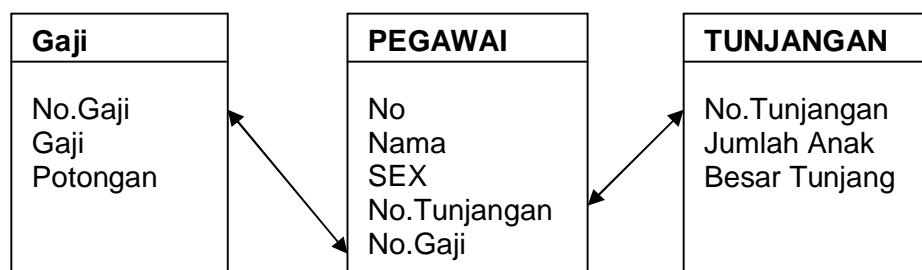 Gaji
No.Gaji
Gaji
Potongan
PEGAWAI
No
Nama
SEX
No.Tunjangan
No.Gaji
TUNJANGAN
No.Tunjangan
Jumlah Anak
Besar Tunjang